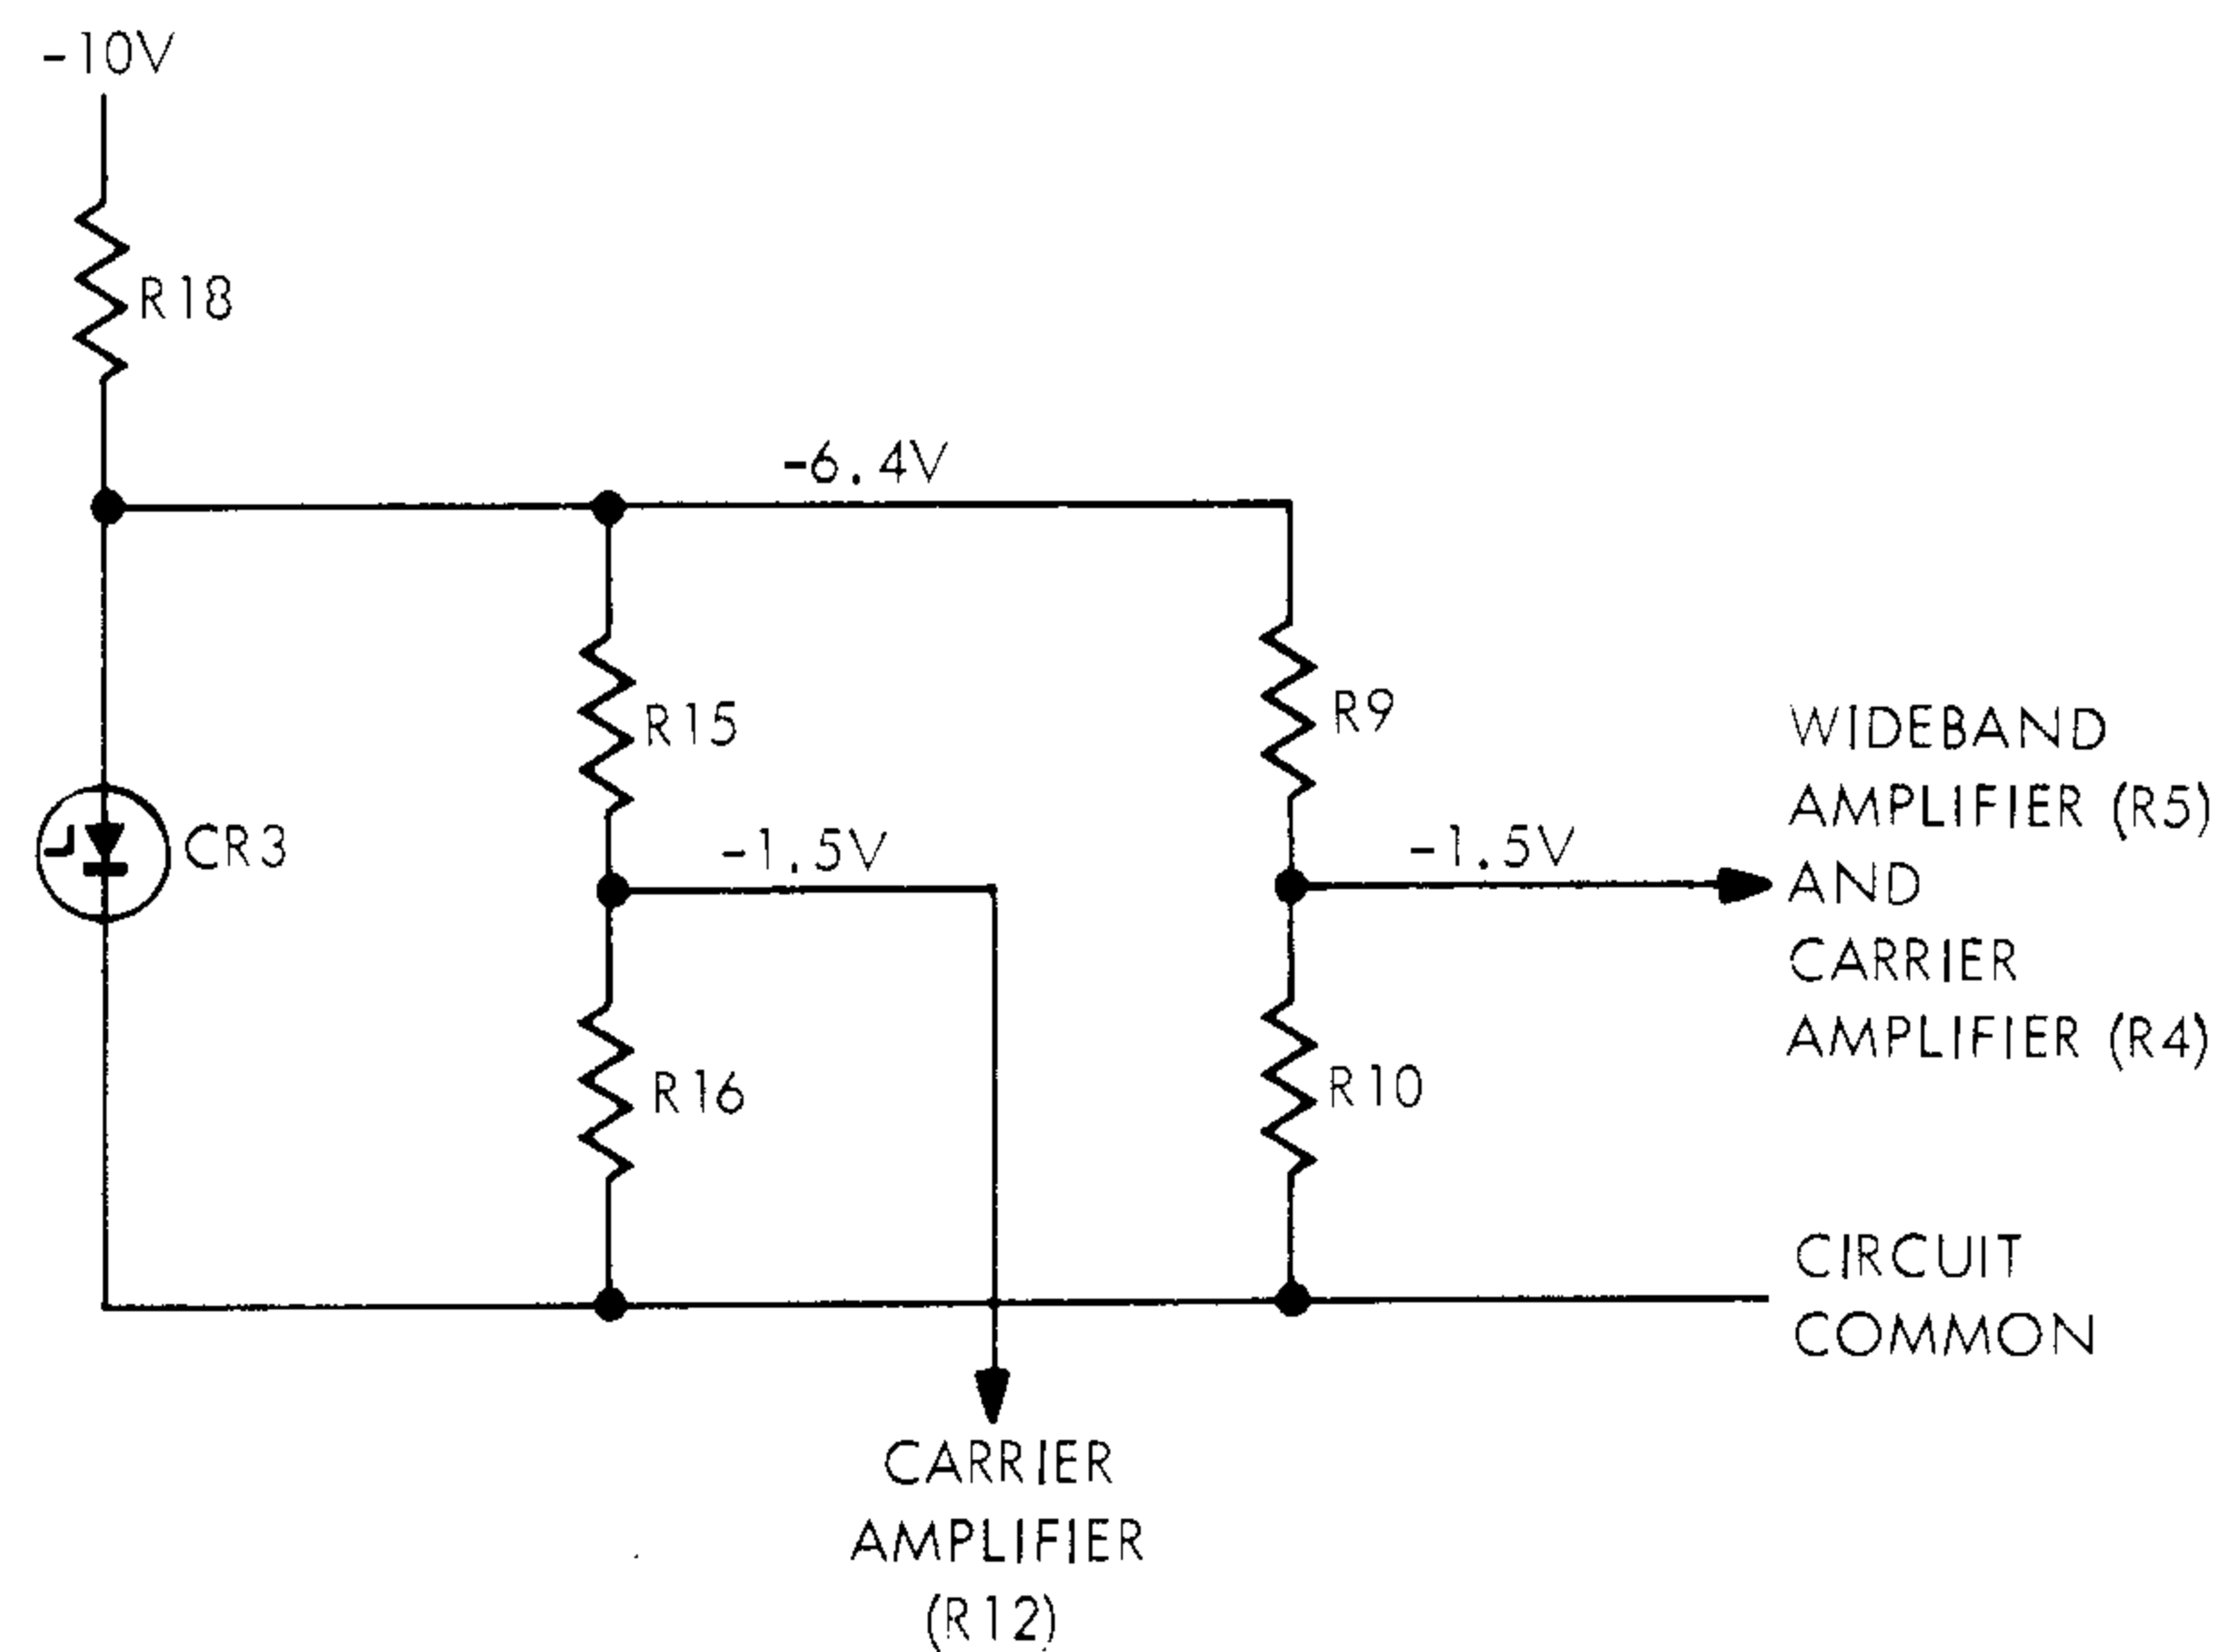 -10V
R18
-6.4V
R15
R9
WIDEBAND
AMPLIFIER (R5)
AND
CARRIER
AMPLIFIER (R4)
CR3
-1.5V
-1.5V
R16
R10
CIRCUIT
COMMON
CARRIER
AMPLIFIER
(R12)